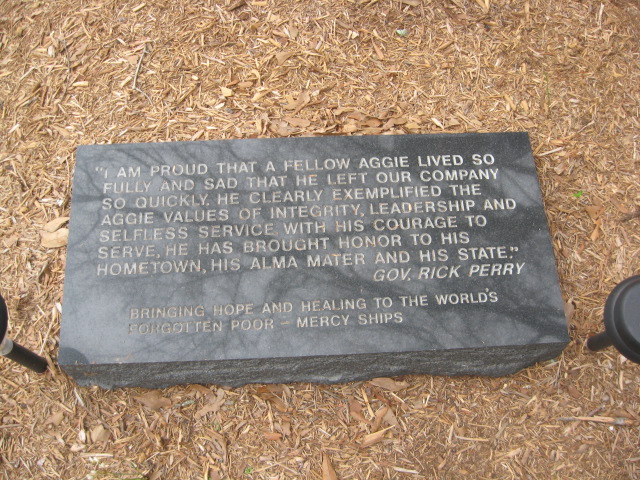 "I AM PROUD THAT A FELLOW AGGIE LIVED SO
FULLY AND SAD THAT HE LEFT OUR COMPANY
SO QUICKLY. HE CLEARLY EXEMPLIFIED THE
AGGIE VALUES OF INTEGRITY, LEADERSHIP AND
SELFLESS SERVICE WITH HIS COURAGE TO
SERVE, HE HAS BROUGHT HONOR TO HIS
HOMETOWN, HIS ALMA MATER AND HIS STATE."
GOV. RICK PERRY
BRINGING HOPE AND HEALING TO THE WORLD'S
FORGOTTEN POOR – MERCY SHIPS